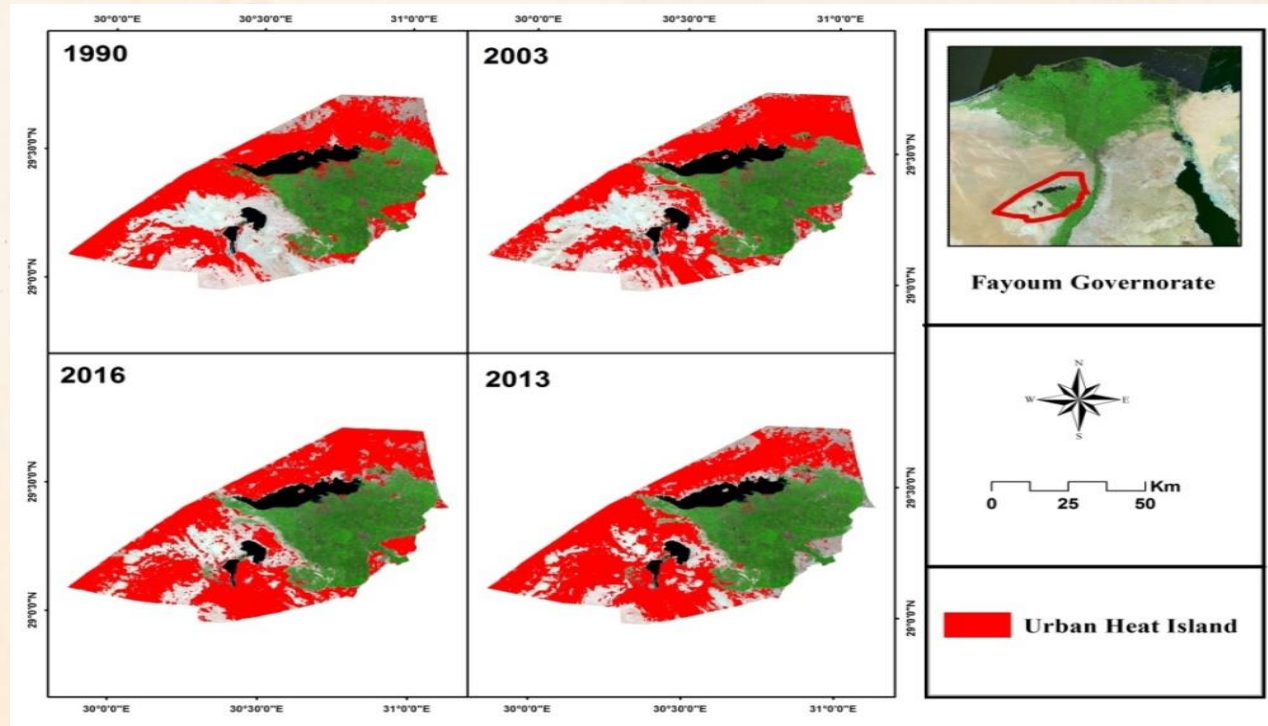 30°0'0"E 30°30'0"E 31°0'0"E 30°0'0"E 30°30'0"E 31°0'0"E
1990
2003
29°30'0"N
29°30'0"N
29°0'0"N
29°0'0"N
2016
2013
29°30'0"N
29°30'0"N
29°0'0"N
29°0'0"N
30°0'0"E 30°30'0"E 31°0'0"E 30°0'0"E 30°30'0"E 31°0'0"E
Fayoum Governorate
N
W E
S
Km
0 25 50
Urban Heat Island